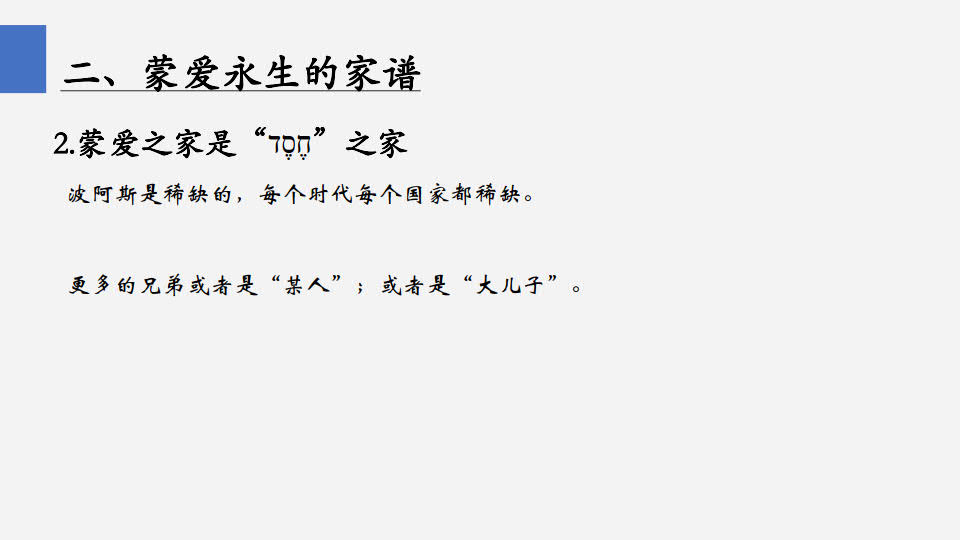 二、蒙爱永生的家谱
2.蒙爱之家是“חֶסֶד”之家
波阿斯是稀缺的，每个时代每个国家都稀缺。
更多的兄弟或者是“某人”；或者是“大儿子”。